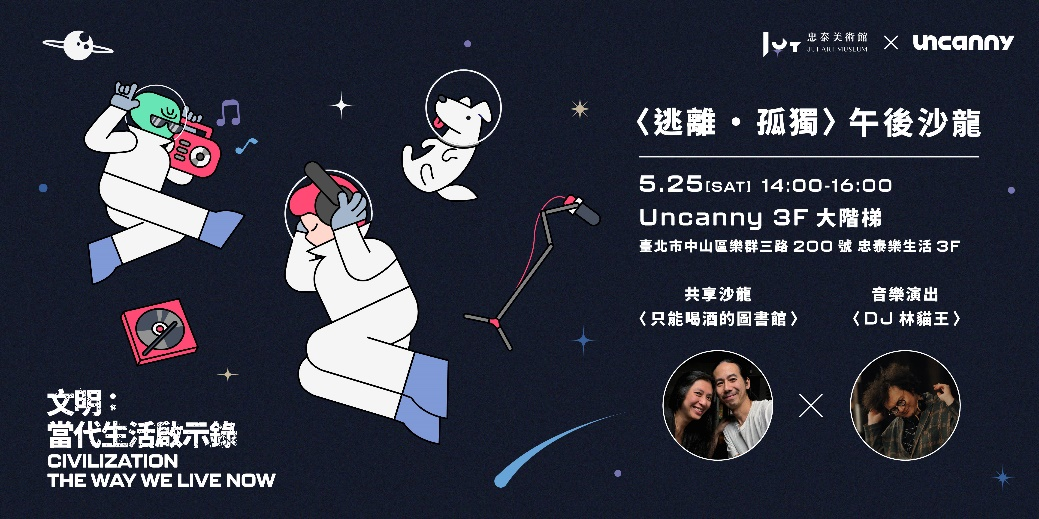 忠泰美術館
JUT ART MUSEUM
×
uncanny
〈逃離・孤獨〉午後沙龍
5.25[SAT] 14:00-16:00
Uncanny 3F 大階梯
臺北市中山區樂群三路 200 號 忠泰樂生活 3F
共享沙龍
〈只能喝酒的圖書館〉
音樂演出
〈DJ 林貓王〉
文明：
當代生活啟示錄
CIVILIZATION
THE WAY WE LIVE NOW